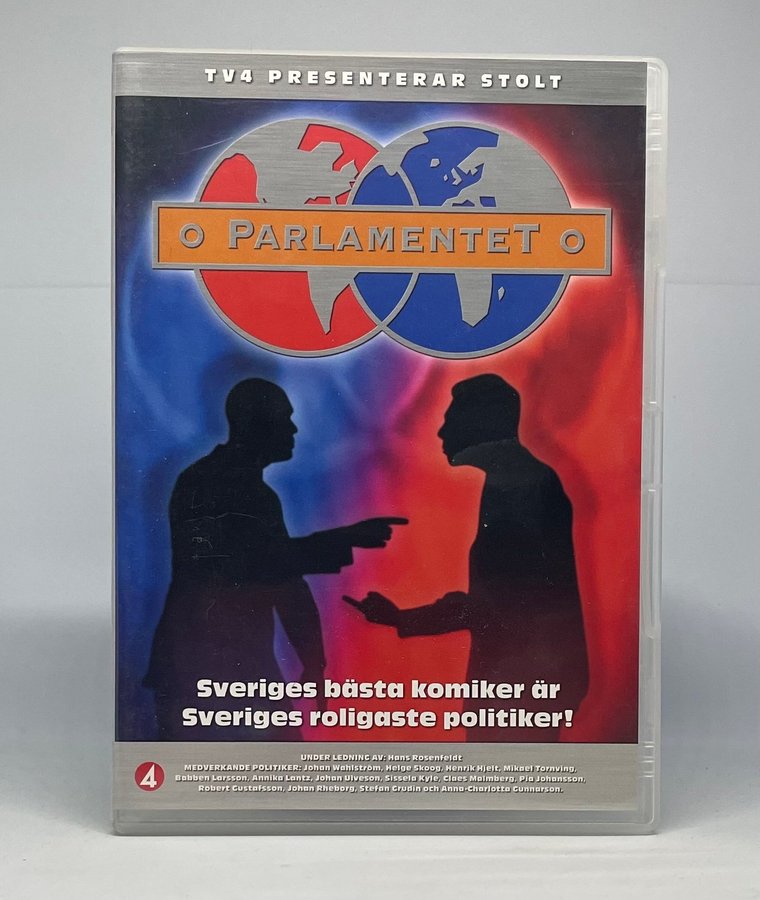 TV4 PRESENTERAR STOLT
PARLAMENTET
Sveriges bästa komiker är
Sveriges roligaste politiker!
UNDER LEDNING AV: Hans Rosenfeldt
MEDVERKANDE POLITIKER: Johan Wahlström, Helge Skoog, Henrik Hjelt, Mikael Tornving,
Babben Larsson, Annika Lantz, Johan Ulveson, Sissela Kyle, Claes Malmberg, Pia Johansson,
Robert Gustafsson, Johan Rheborg, Stefan Grudin och Anna-Charlotta Gunnarson.
4